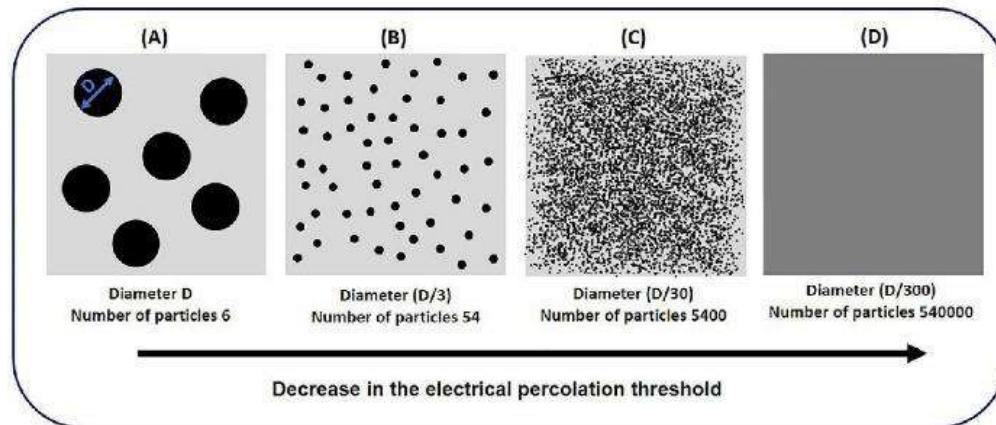 (A)
(B)
(C)
(D)
D
Diameter D
Number of particles 6
Diameter (D/3)
Number of particles 54
Diameter (D/30)
Number of particles 5400
Diameter (D/300)
Number of particles 540000
Decrease in the electrical percolation threshold